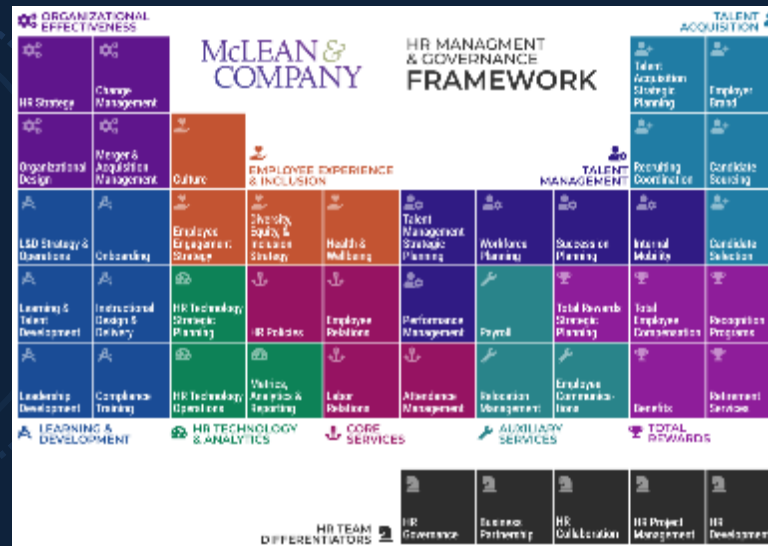 ORGANIZATIONAL
EFFECTIVENESS
TALENT
ACQUISITION
McLEAN &
COMPANY
HR MANAGMENT
& GOVERNANCE
FRAMEWORK
HR Strategy
Change
Management
Talent
Acquisition
Strategic
Planning
Employer
Brand
Organizational
Design
Merger &
Acquisition
Management
Culture
EMPLOYEE EXPERIENCE
& INCLUSION
TALENT
MANAGEMENT
Recruiting
Coordination
Candidate
Sourcing
L&D Strategy &
Operations
Onboarding
Employee
Engagement
Strategy
Diversity,
Equity, &
Inclusion
Strategy
Health &
Wellbeing
Talent
Management
Strategic
Planning
Workforce
Planning
Succession
Planning
Internal
Mobility
Candidate
Selection
Learning &
Talent
Development
Instructional
Design &
Delivery
HR Technology
Strategic
Planning
HR Policies
Employee
Relations
Performance
Management
Payroll
Total Rewards
Strategic
Planning
Total
Employee
Compensation
Recognition
Programs
Leadership
Development
Compliance
Training
HR Technology
Operations
Metrics,
Analytics &
Reporting
Labor
Relations
Attendance
Management
Relocation
Management
Employee
Communica-
tions
Benefits
Retirement
Services
LEARNING &
DEVELOPMENT
HR TECHNOLOGY
& ANALYTICS
CORE
SERVICES
AUXILIARY
SERVICES
TOTAL
REWARDS
HR TEAM
DIFFERENTIATORS
HR
Governance
Business
Partnership
HR
Collaboration
HR Project
Management
HR
Development